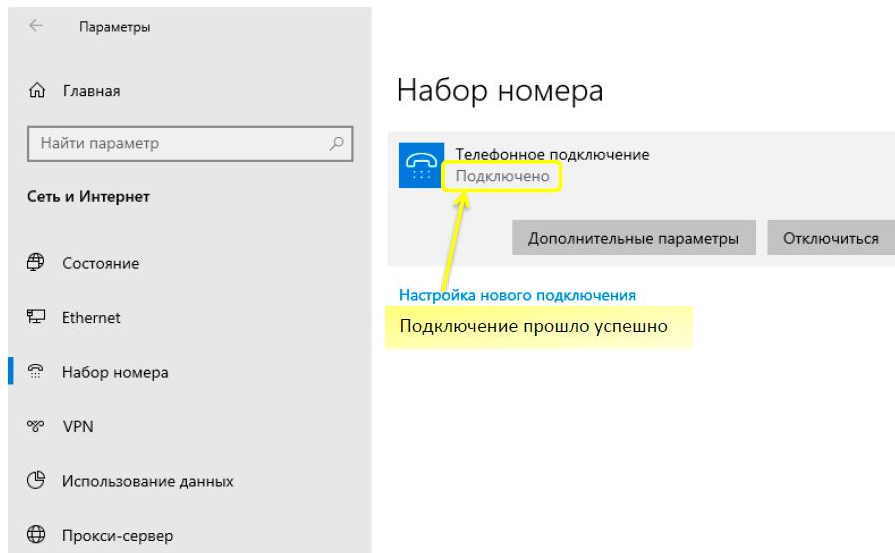 Параметры
Главная
Найти параметр
Сеть и Интернет
Состояние
Ethernet
Набор номера
VPN
Использование данных
Прокси-сервер
Набор номера
Телефонное подключение
Подключено
Дополнительные параметры
Отключиться
Настройка нового подключения
Подключение прошло успешно